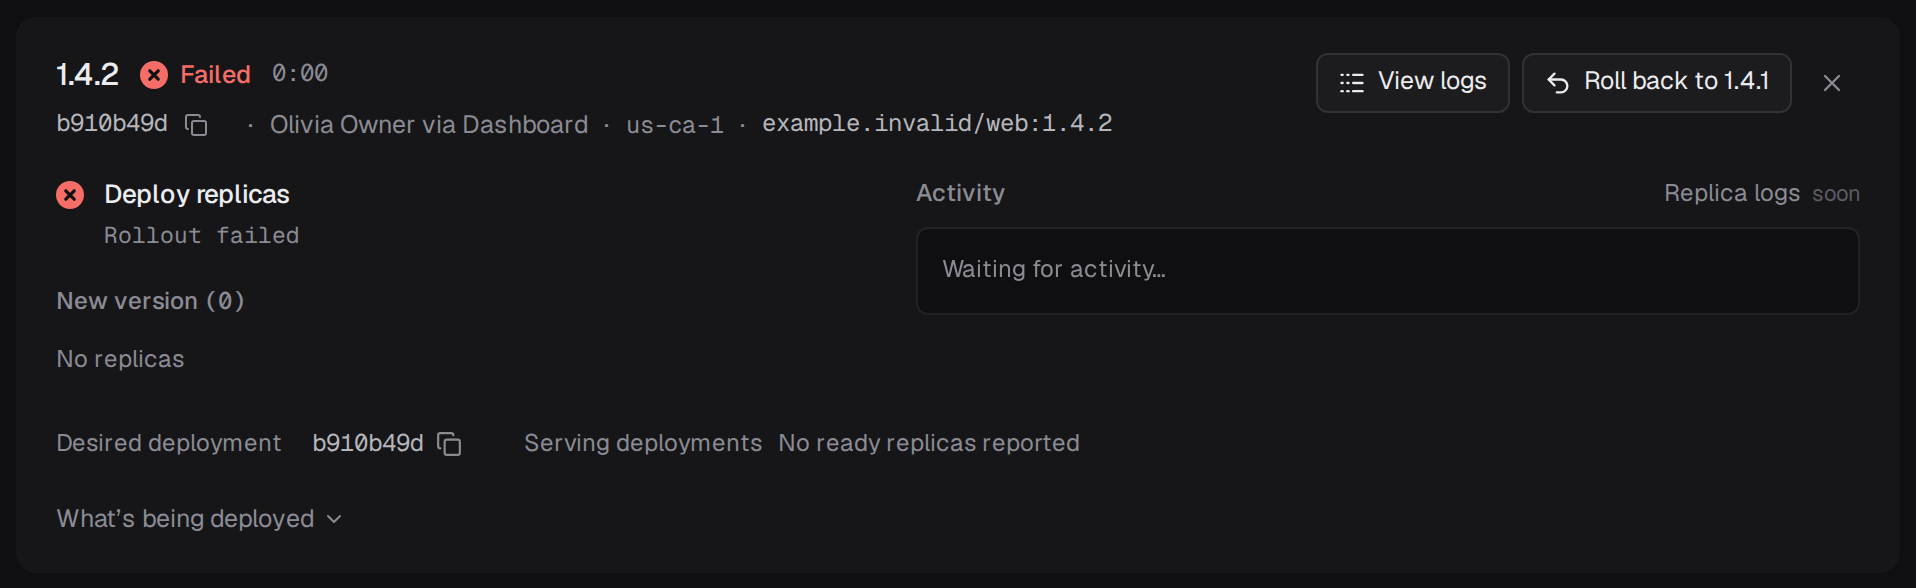 1.4.2 Failed 0:00
View logs
Roll back to 1.4.1
b910b49d · Olivia Owner via Dashboard · us-ca-1 · example.invalid/web:1.4.2
Deploy replicas
Rollout failed
New version (0)
No replicas
Activity
Replica logs soon
Waiting for activity…
Desired deployment b910b49d
Serving deployments No ready replicas reported
What’s being deployed